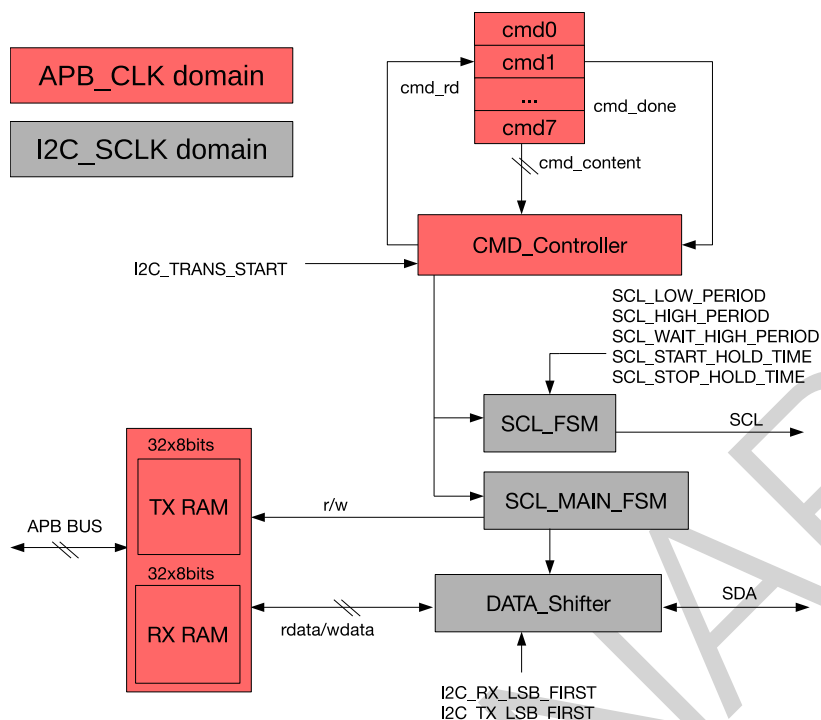 cmd0
APB_CLK domain
cmd1
cmd_rd
...
cmd_done
cmd7
I2C_SCLK domain
cmd_content
CMD_Controller
I2C_TRANS_START
SCL_LOW_PERIOD
SCL_HIGH_PERIOD
SCL_WAIT_HIGH_PERIOD
SCL_START_HOLD_TIME
SCL_STOP_HOLD_TIME
SCL_FSM
SCL
32x8bits
TX RAM
r/w
SCL_MAIN_FSM
APB BUS
32x8bits
RX RAM
rdata/wdata
DATA_Shifter
SDA
I2C_RX_LSB_FIRST
I2C_TX_LSB_FIRST